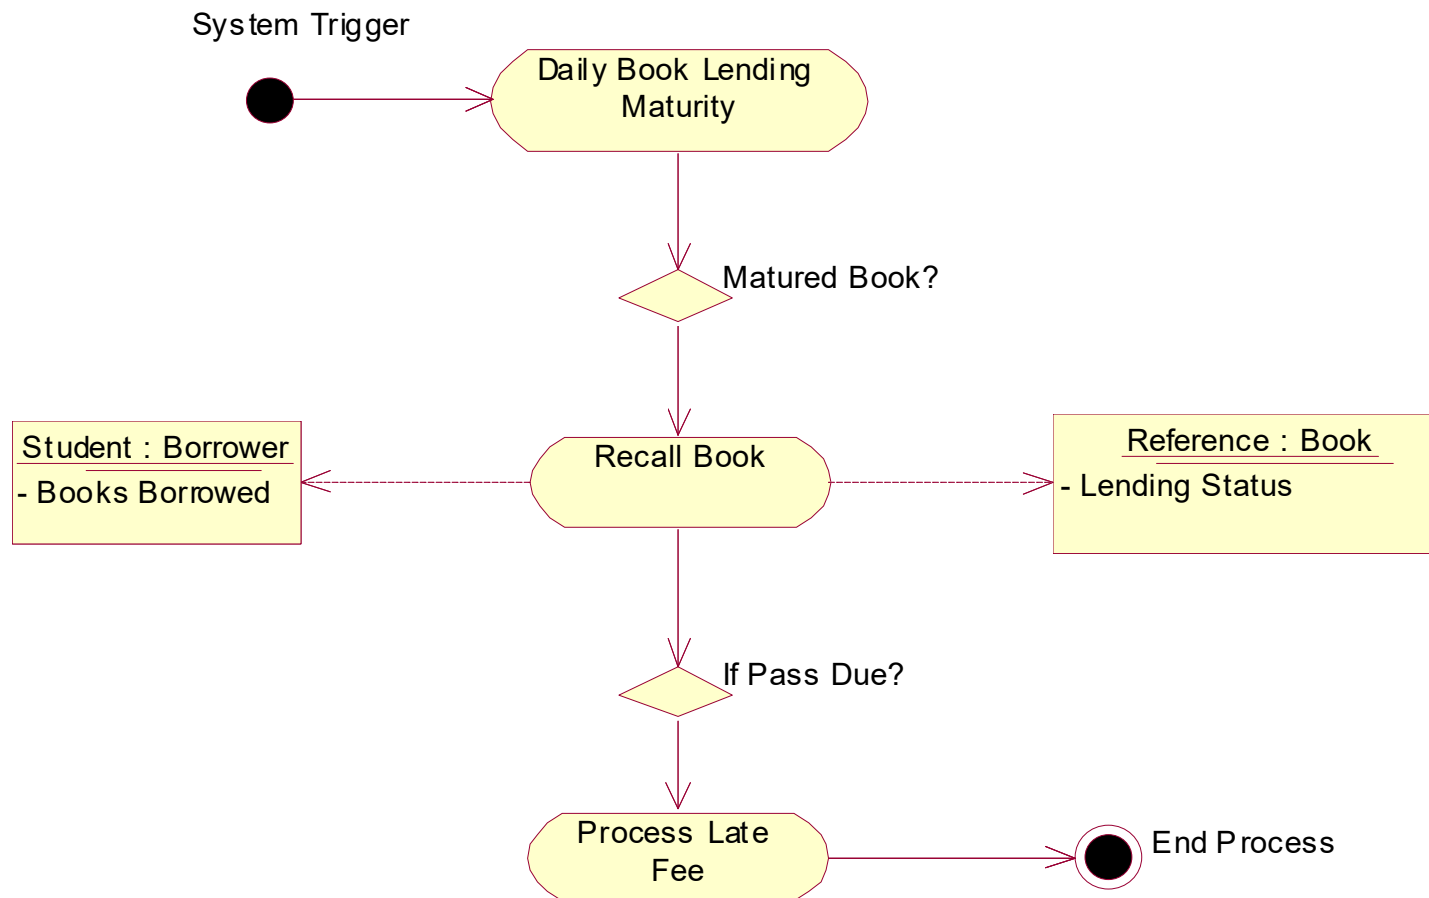 System Trigger
Daily Book Lending
Maturity
Matured Book?
Student : Borrower
- Books Borrowed
Recall Book
Reference : Book
- Lending Status
If Pass Due?
Process Late
Fee
End Process